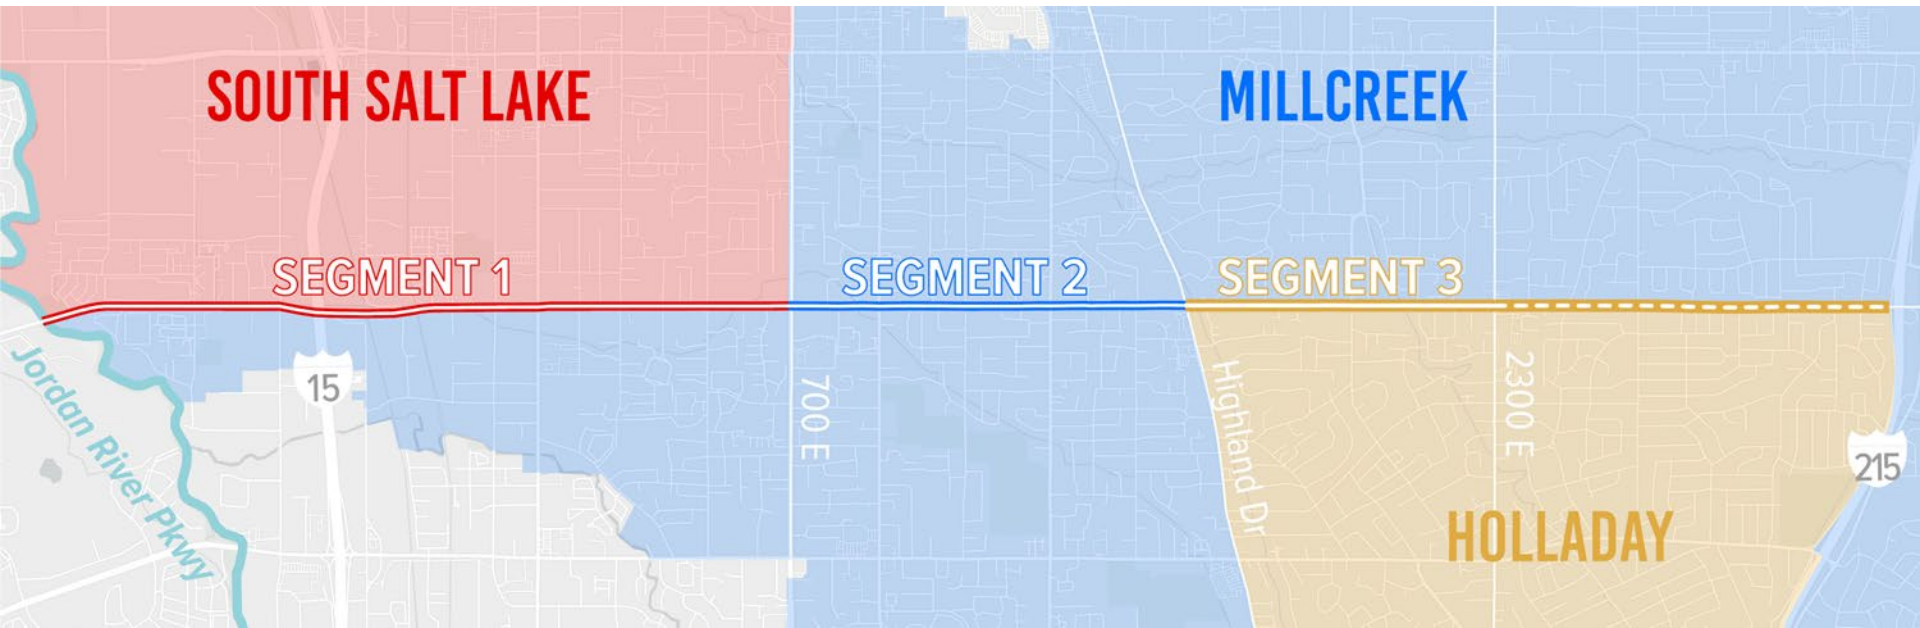 SOUTH SALT LAKE
MILLCREEK
SEGMENT 1
SEGMENT 2
SEGMENT 3
Jordan River Pkwy
15
700 E
Highland Dr
2300 E
215
HOLLADAY